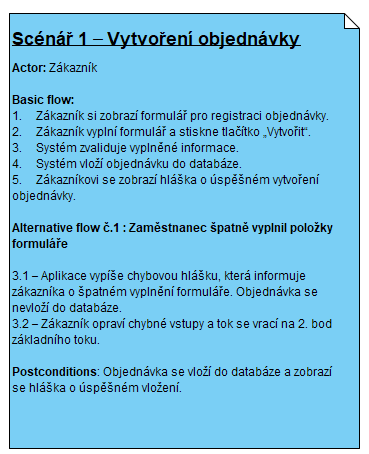 Scénář 1 – Vytvoření objednávky
Actor: Zákazník
Basic flow:
1. Zákazník si zobrazí formulář pro registraci objednávky.
2. Zákazník vyplní formulář a stiskne tlačítko „Vytvořit“.
3. Systém zvaliduje vyplněné informace.
4. Systém vloží objednávku do databáze.
5. Zákazníkovi se zobrazí hláška o úspěšném vytvoření
objednávky.
Alternative flow č.1 : Zaměstnanec špatně vyplnil položky
formuláře
3.1 – Aplikace vypíše chybovou hlášku, která informuje
zákazníka o špatném vyplnění formuláře. Objednávka se
nevloží do databáze.
3.2 – Zákazník opraví chybné vstupy a tok se vrací na 2. bod
základního toku.
Postconditions: Objednávka se vloží do databáze a zobrazí
se hláška o úspěšném vložení.